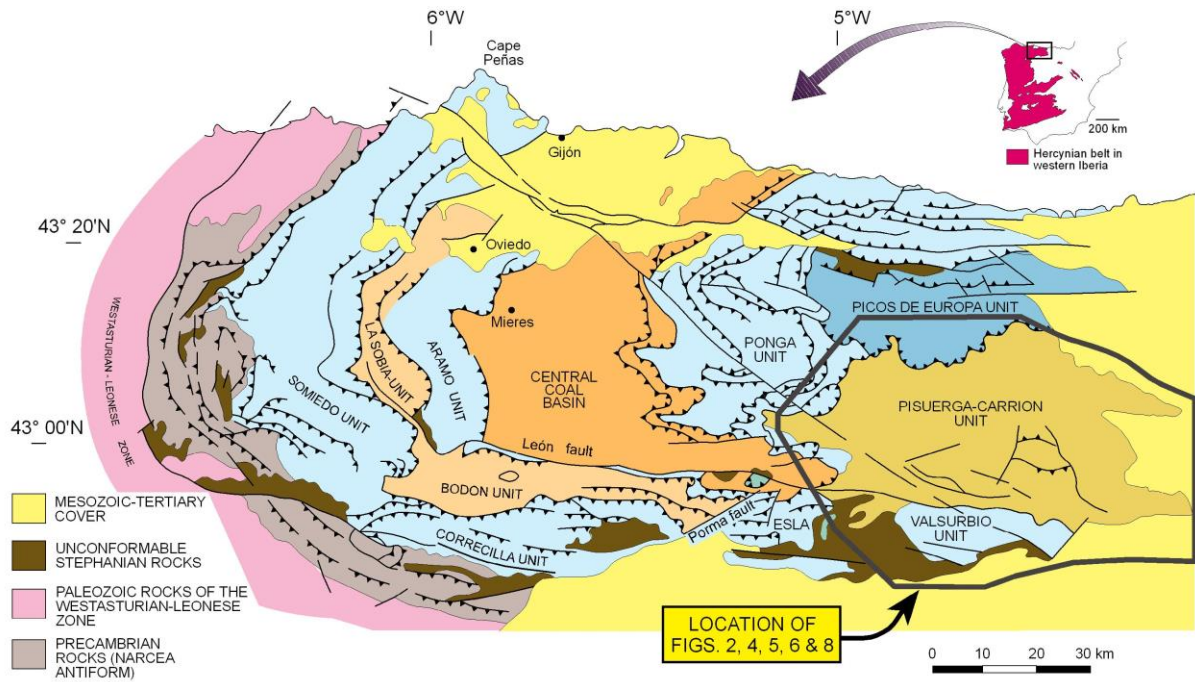 6°W
5°W
Cape
Peñas
Gijón
200 km
Hercynian belt in
western Iberia
43° 20'
Oviedo
WESTASTURIAN - LEONESE ZONE
LA SOBIA-UNIT
Mieres
ARAMO UNIT
PICOS DE EUROPA UNIT
PONGA
UNIT
SOMIEDO UNIT
CENTRAL
COAL
BASIN
PISUERGA-CARRION
UNIT
43° 00'N
León fault
BODON UNIT
Porma fault
ESLA
VALSURBIO
UNIT
CORRECILLA UNIT
MESOZOIC-TERTIARY
COVER
UNCONFORMABLE
STEPHANIAN ROCKS
PALEOZOIC ROCKS OF THE
WESTASTURIAN-LEONESE
ZONE
PRECAMBRIAN
ROCKS (NARCEA
ANTIFORM)
LOCATION OF
FIGS. 2, 4, 5, 6 & 8
0 10 20 30 km